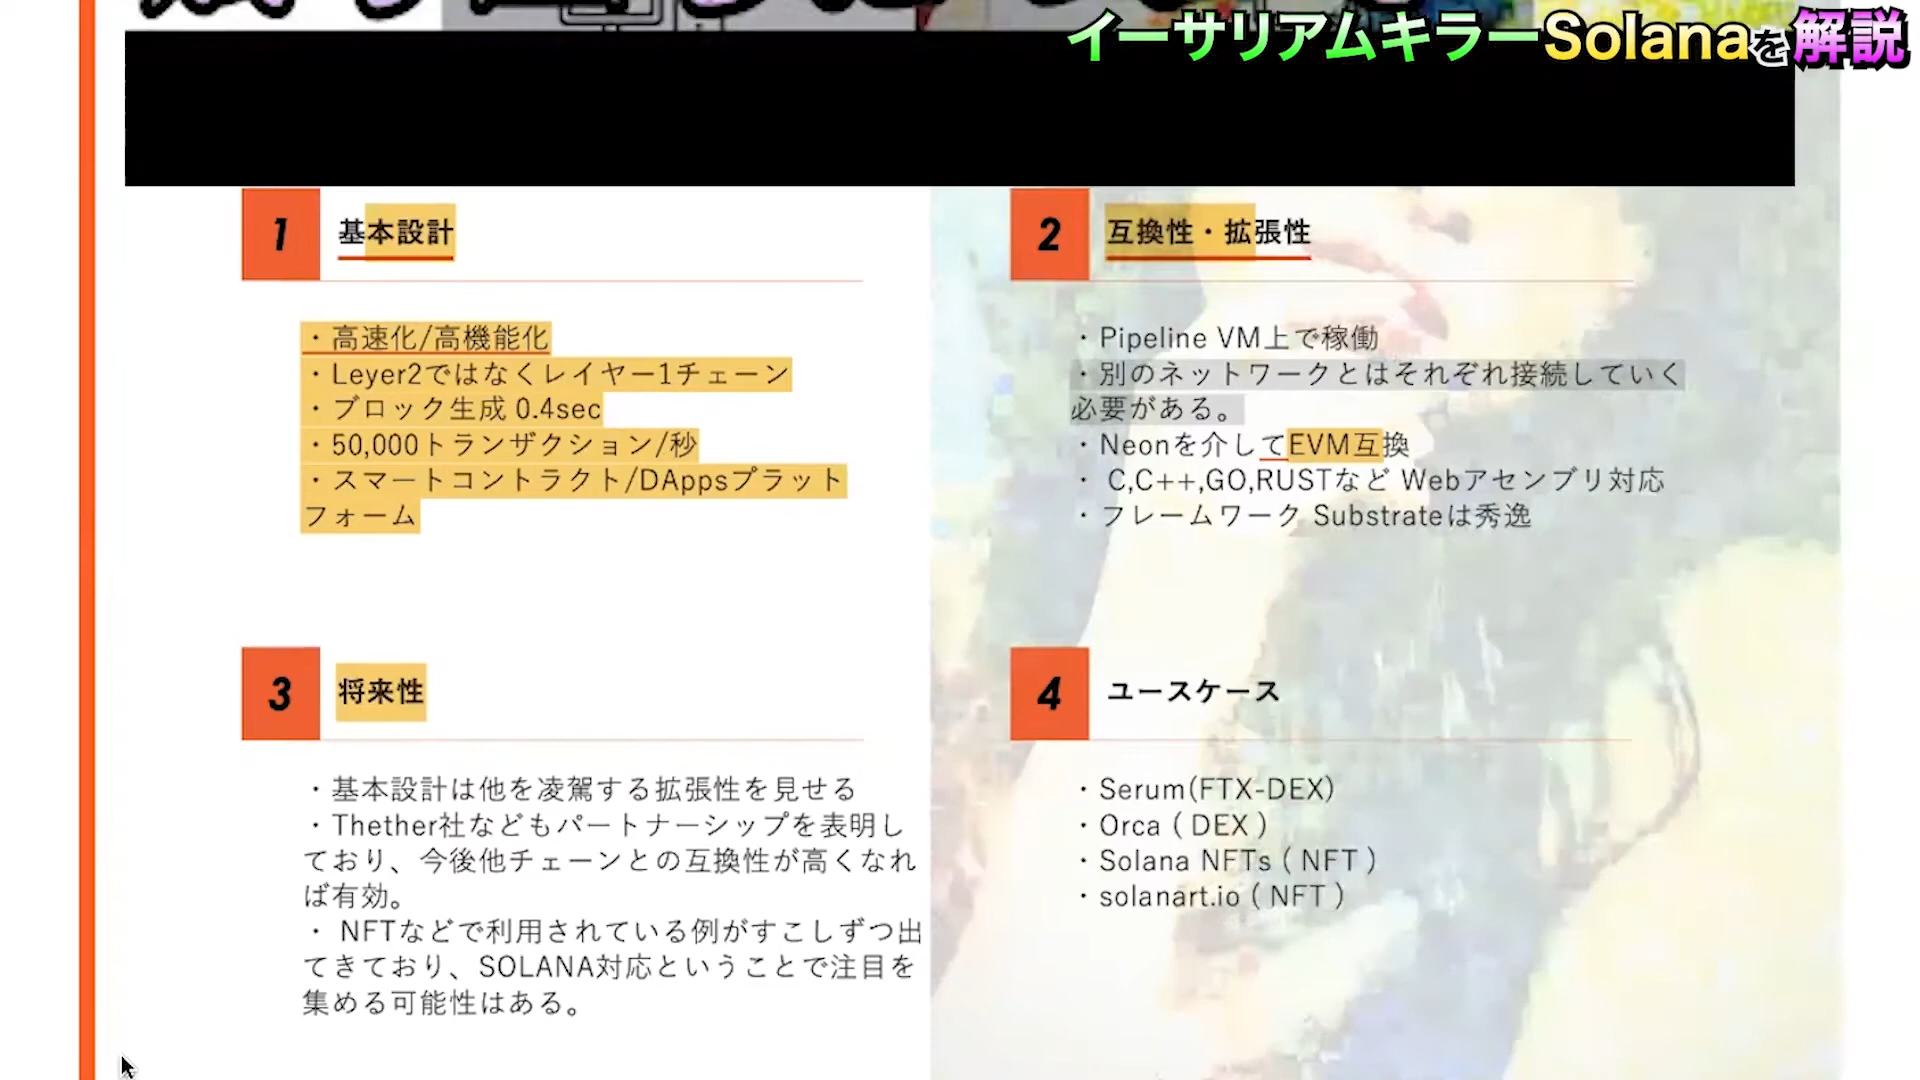 イーサリアムキラーSolanaを解説
1 基本設計
・高速化/高機能化
・Leyer2ではなくレイヤー1チェーン
・ブロック生成 0.4sec
・50,000トランザクション/秒
・スマートコントラクト/DAppsプラット
フォーム
2 互換性・拡張性
・Pipeline VM上で稼働
・別のネットワークとはそれぞれ接続していく
必要がある。
・Neonを介してEVM互換
・ C,C++,GO,RUSTなど Webアセンブリ対応
・フレームワーク Substrateは秀逸
3 将来性
・基本設計は他を凌駕する拡張性を見せる
・Thether社などもパートナーシップを表明し
ており、今後他チェーンとの互換性が高くなれ
ば有効。
・ NFTなどで利用されている例がすこしずつ出
てきており、SOLANA対応ということで注目を
集める可能性はある。
4 ユースケース
・Serum(FTX-DEX)
・Orca ( DEX )
・Solana NFTs ( NFT )
・solanart.io ( NFT )